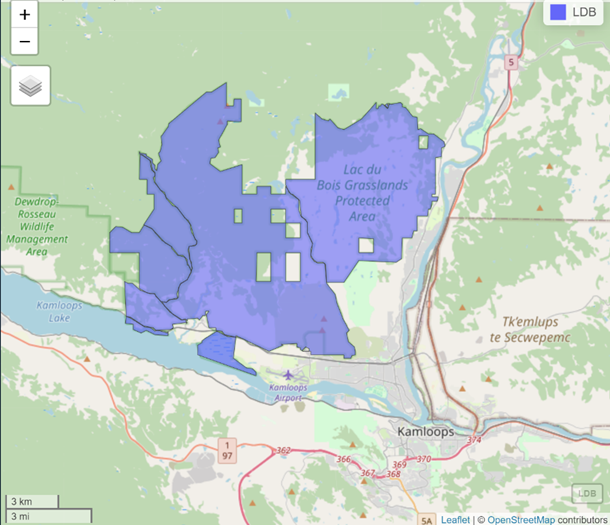 +
−
LDB
5
Lac du
Bois Grasslands
Protected
Area
Dewdrop
Rosseau
Wildlife
Management
Area
Kamloops
Lake
Tk'emlups
te Secwepemc
Kamloops
Airport
Kamloops
1
97
362
366
367
368
369
370
374
5A
3 km
3 mi
LDB
Leaflet | © OpenStreetMap contributors